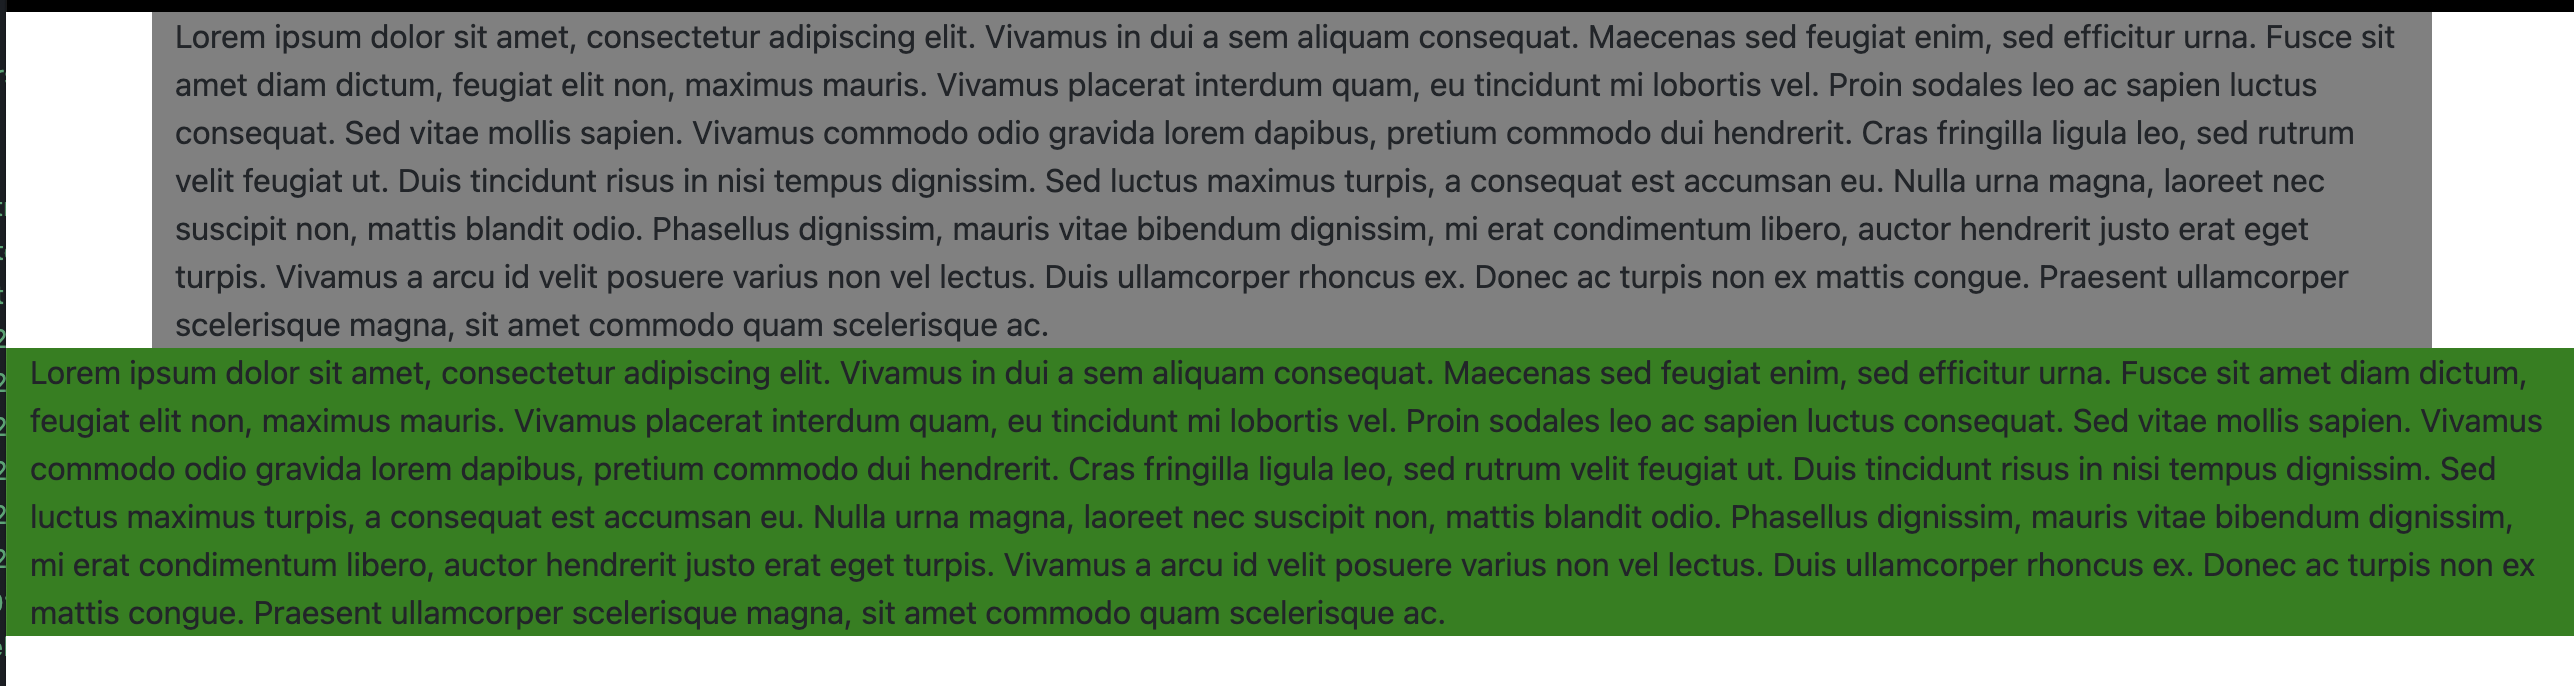 Lorem ipsum dolor sit amet, consectetur adipiscing elit. Vivamus in dui a sem aliquam consequat. Maecenas sed feugiat enim, sed efficitur urna. Fusce sit
amet diam dictum, feugiat elit non, maximus mauris. Vivamus placerat interdum quam, eu tincidunt mi lobortis vel. Proin sodales leo ac sapien luctus
consequat. Sed vitae mollis sapien. Vivamus commodo odio gravida lorem dapibus, pretium commodo dui hendrerit. Cras fringilla ligula leo, sed rutrum
velit feugiat ut. Duis tincidunt risus in nisi tempus dignissim. Sed luctus maximus turpis, a consequat est accumsan eu. Nulla urna magna, laoreet nec
suscipit non, mattis blandit odio. Phasellus dignissim, mauris vitae bibendum dignissim, mi erat condimentum libero, auctor hendrerit justo erat eget
turpis. Vivamus a arcu id velit posuere varius non vel lectus. Duis ullamcorper rhoncus ex. Donec ac turpis non ex mattis congue. Praesent ullamcorper
scelerisque magna, sit amet commodo quam scelerisque ac.
Lorem ipsum dolor sit amet, consectetur adipiscing elit. Vivamus in dui a sem aliquam consequat. Maecenas sed feugiat enim, sed efficitur urna. Fusce sit amet diam dictum,
feugiat elit non, maximus mauris. Vivamus placerat interdum quam, eu tincidunt mi lobortis vel. Proin sodales leo ac sapien luctus consequat. Sed vitae mollis sapien. Vivamus
commodo odio gravida lorem dapibus, pretium commodo dui hendrerit. Cras fringilla ligula leo, sed rutrum velit feugiat ut. Duis tincidunt risus in nisi tempus dignissim. Sed
luctus maximus turpis, a consequat est accumsan eu. Nulla urna magna, laoreet nec suscipit non, mattis blandit odio. Phasellus dignissim, mauris vitae bibendum dignissim,
mi erat condimentum libero, auctor hendrerit justo erat eget turpis. Vivamus a arcu id velit posuere varius non vel lectus. Duis ullamcorper rhoncus ex. Donec ac turpis non ex
mattis congue. Praesent ullamcorper scelerisque magna, sit amet commodo quam scelerisque ac.